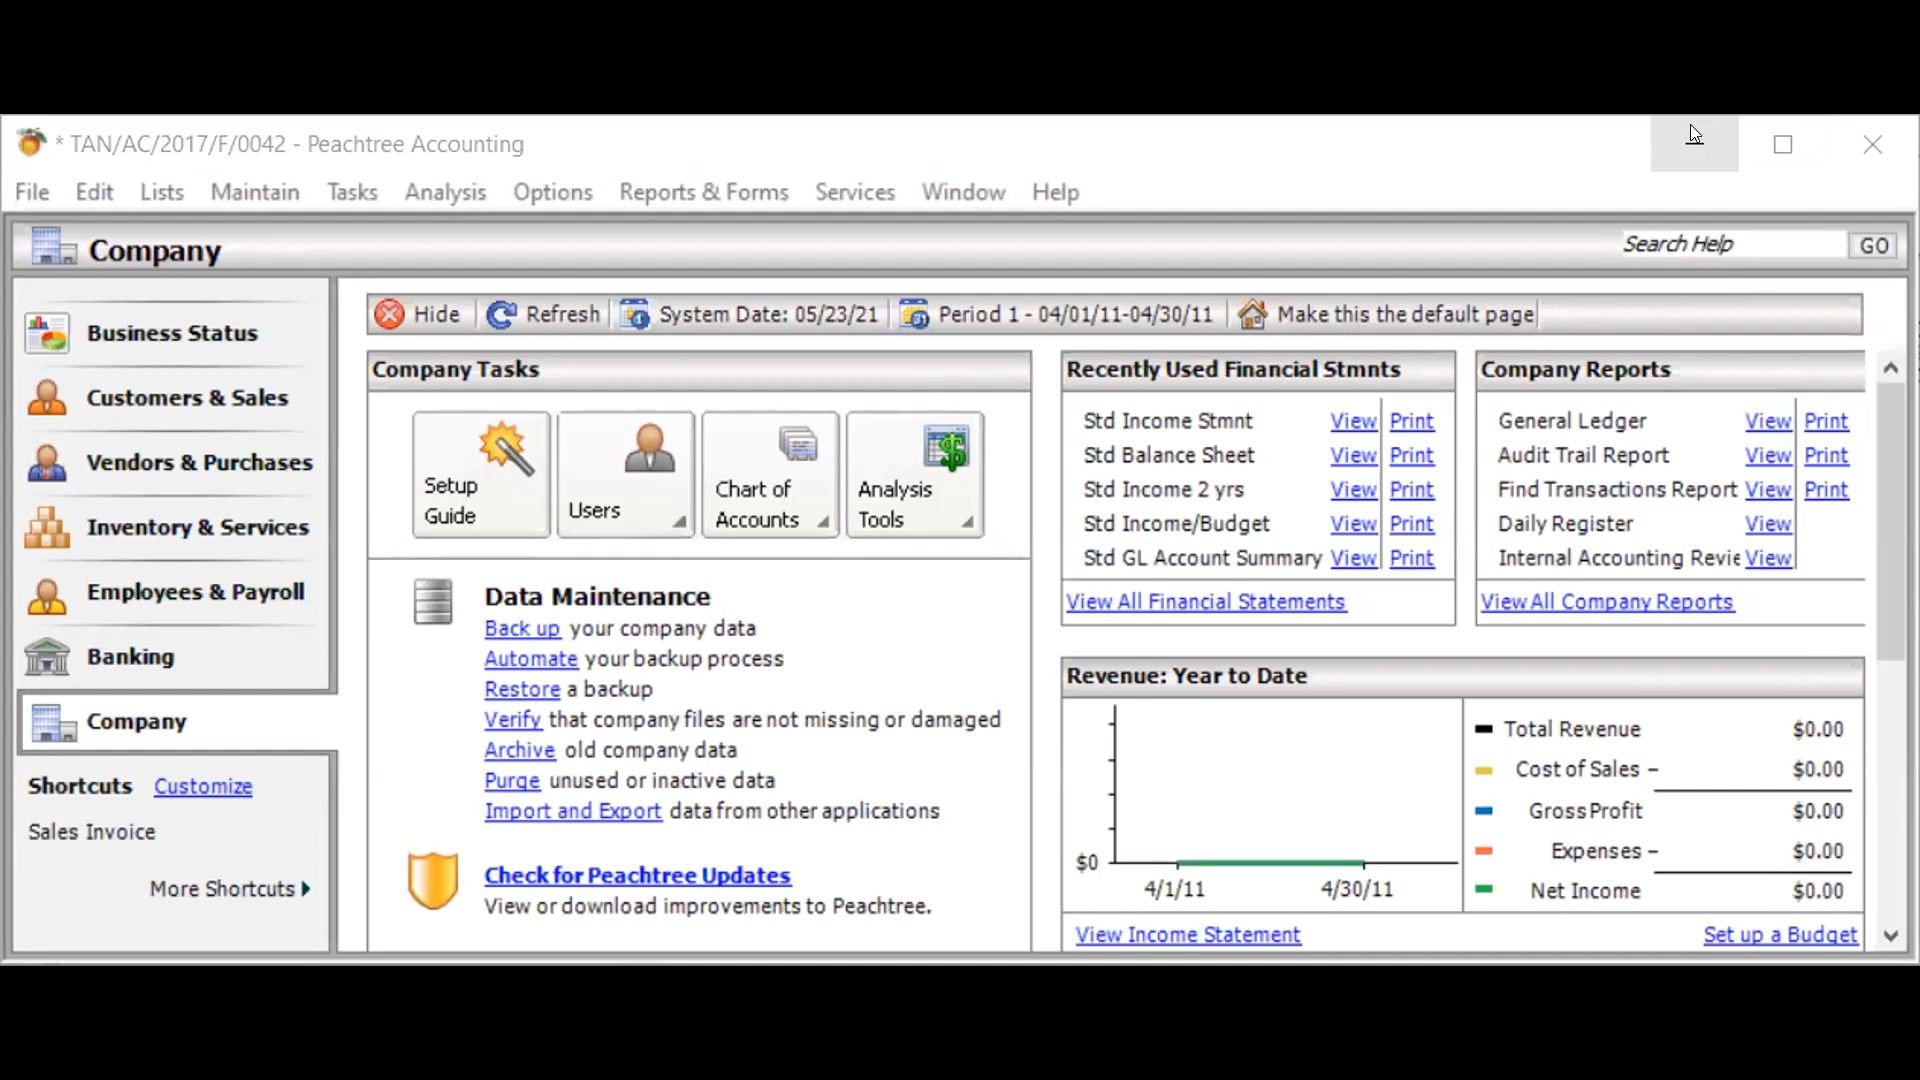 * TAN/AC/2017/F/0042 - Peachtree Accounting
File Edit Lists Maintain Tasks Analysis Options Reports & Forms Services Window Help
Company
Search Help GO
Business Status
Customers & Sales
Vendors & Purchases
Inventory & Services
Employees & Payroll
Banking
Company
Shortcuts Customize
Sales Invoice
More Shortcuts
Hide Refresh System Date: 05/23/21 Period 1 - 04/01/11-04/30/11 Make this the default page
Company Tasks
Setup Guide
Users
Chart of Accounts
Analysis Tools
Data Maintenance
Back up your company data
Automate your backup process
Restore a backup
Verify that company files are not missing or damaged
Archive old company data
Purge unused or inactive data
Import and Export data from other applications
Check for Peachtree Updates
View or download improvements to Peachtree.
Recently Used Financial Stmnts
Std Income Stmnt View Print
Std Balance Sheet View Print
Std Income 2 yrs View Print
Std Income/Budget View Print
Std GL Account Summary View Print
View All Financial Statements
Company Reports
General Ledger View Print
Audit Trail Report View Print
Find Transactions Report View Print
Daily Register View
Internal Accounting Revie View
View All Company Reports
Revenue: Year to Date
$0
4/1/11 4/30/11
Total Revenue $0.00
Cost of Sales – $0.00
Gross Profit $0.00
Expenses – $0.00
Net Income $0.00
View Income Statement Set up a Budget